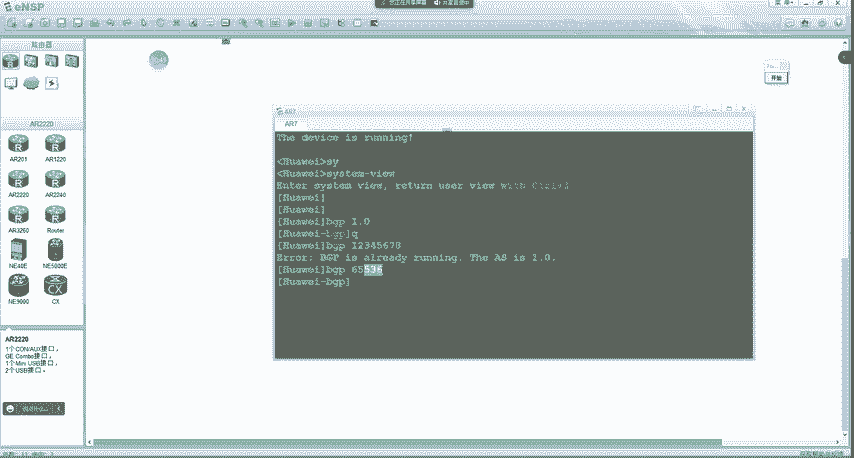 eNSP
路由器
AR2220
AR201
AR1220
AR2220
AR2240
AR3260
Router
NE40E
NE5000E
NE9000
CX
AR2220
1个CON/AUX接口，
GE Combo接口，
1个Mini USB接口，
2个USB接口。
开始
AR7
The device is running!
<Huawei>sy
<Huawei>system-view
Enter system view, return user view with Ctrl+Z
[Huawei]
[Huawei]
[Huawei]bgp 1.0
[Huawei-bgp]q
[Huawei]bgp 12345678
Error: BGP is already running. The AS is 1.0.
[Huawei]bgp 65536
[Huawei-bgp]